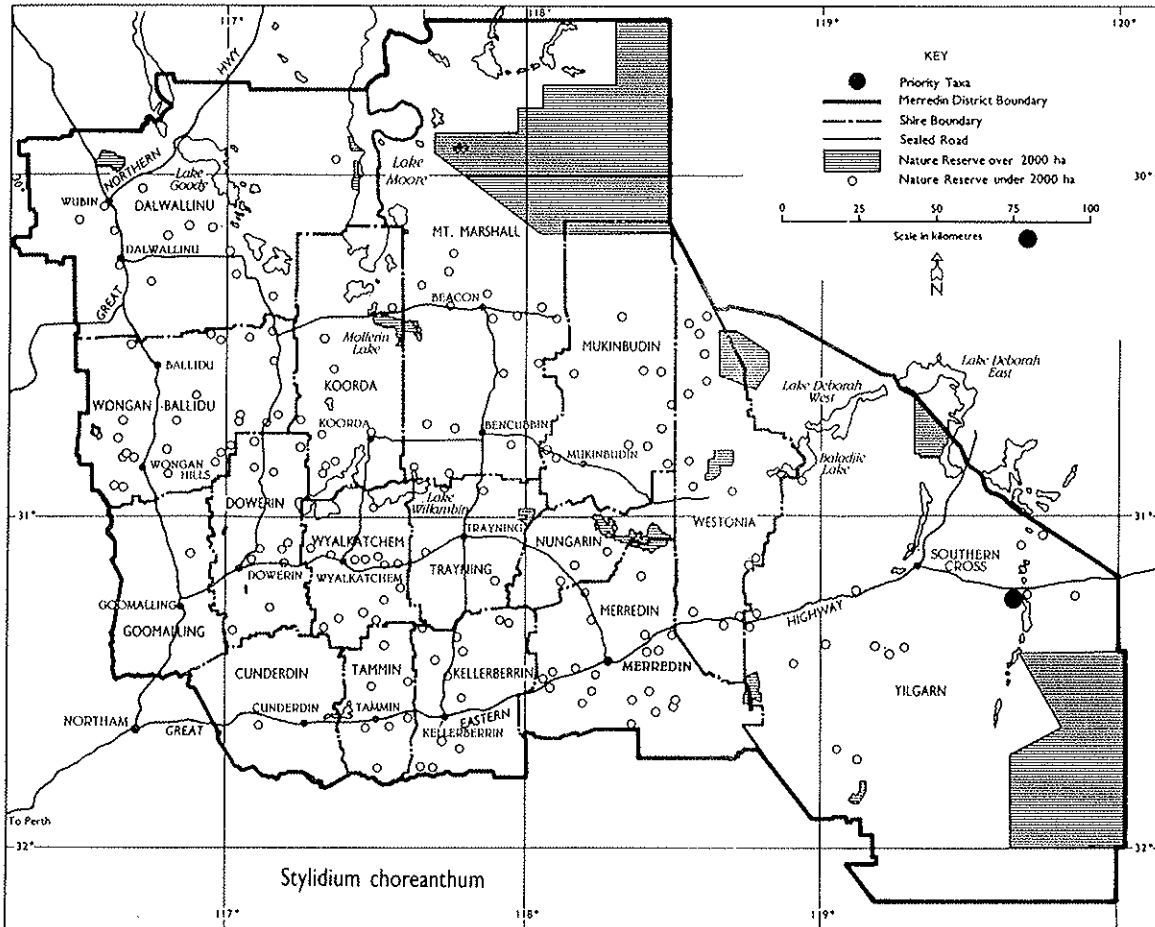 117°
118°
119°
120°
KEY
Priority Taxa
Merredin District Boundary
Shire Boundary
Sealed Road
Nature Reserve over 2000 ha
Nature Reserve under 2000 ha
0 25 50 75 100
Scale in kilometres
N
HWY
NORTHERN
GREAT
Lake
Goody
Lake
Moore
30°
30°
WUBIN
DALWALLINU
DALWALLINU
MT. MARSHALL
BEACON
Mollerin
Lake
MUKINBUDIN
BALLIDU
KOORDA
Lake Deborah
East
Lake Deborah
West
WONGAN - BALLIDU
KOORDA
BENCUBBIN
MUKINBUDIN
Baladjie
Lake
WONGAN
HILLS
DOWERIN
Lake
Wallambin
31°
31°
WYALKATCHEM
TRAYNING
NUNGARIN
WESTONIA
SOUTHERN
CROSS
DOWERIN
WYALKATCHEM
TRAYNING
GOOMALLING
GOOMALLING
MERREDIN
HIGHWAY
CUNDERDIN
TAMMIN
KELLERBERRIN
MERREDIN
YILGARN
NORTHAM
GREAT
CUNDERDIN
TAMMIN
EASTERN
KELLERBERRIN
To Perth
32°
32°
Stylidium choreanthum
117°
118°
119°